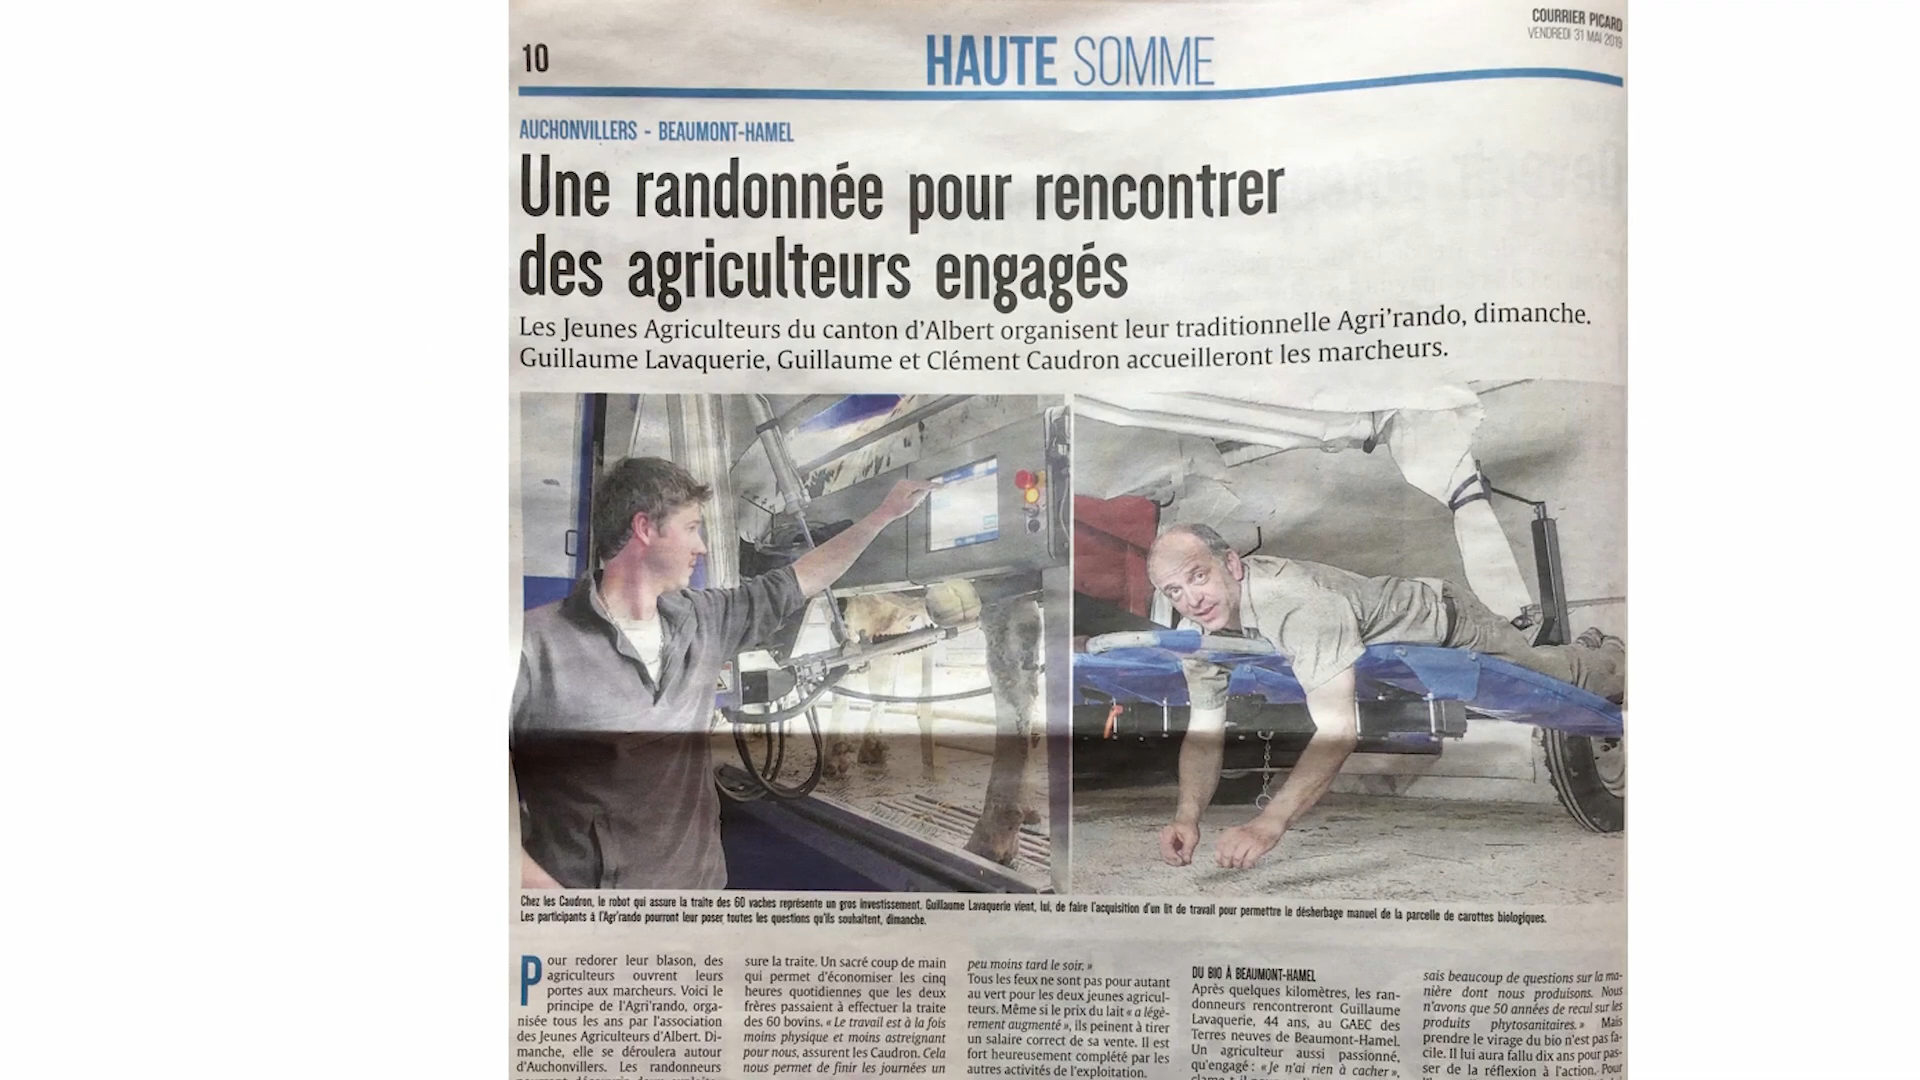 10
HAUTE SOMME
COURRIER PICARD
VENDREDI 31 MAI 2019
AUCHONVILLERS - BEAUMONT-HAMEL
Une randonnée pour rencontrer
des agriculteurs engagés
Les Jeunes Agriculteurs du canton d'Albert organisent leur traditionnelle Agri'rando, dimanche.
Guillaume Lavaquerie, Guillaume et Clément Caudron accueilleront les marcheurs.
Chez les Caudron, le robot qui assure la traite des 60 vaches représente un gros investissement. Guillaume Lavaquerie vient, lui, de faire l'acquisition d'un lit de travail pour permettre le désherbage manuel de la parcelle de carottes biologiques.
Les participants à l'Agri'rando pourront leur poser toutes les questions qu'ils souhaitent, dimanche.
Pour redorer leur blason, des
agriculteurs ouvrent leurs
portes aux marcheurs. Voici le
principe de l'Agri'rando, orga-
nisée tous les ans par l'association
des Jeunes Agriculteurs d'Albert. Di-
manche, elle se déroulera autour
d'Auchonvillers. Les randonneurs
sure la traite. Un sacré coup de main
qui permet d'économiser les cinq
heures quotidiennes que les deux
frères passaient à effectuer la traite
des 60 bovins. « Le travail est à la fois
moins physique et moins astreignant
pour nous, assurent les Caudron. Cela
nous permet de finir les journées un
peu moins tard le soir. »
Tous les feux ne sont pas pour autant
au vert pour les deux jeunes agricul-
teurs. Même si le prix du lait « a légè-
rement augmenté », ils peinent à tirer
un salaire correct de sa vente. Il est
fort heureusement complété par les
autres activités de l'exploitation.
DU BIO À BEAUMONT-HAMEL
Après quelques kilomètres, les ran-
donneurs rencontreront Guillaume
Lavaquerie, 44 ans, au GAEC des
Terres neuves de Beaumont-Hamel.
Un agriculteur aussi passionné,
qu'engagé : « Je n'ai rien à cacher »,
sais beaucoup de questions sur la ma-
nière dont nous produisons. Nous
n'avons que 50 années de recul sur les
produits phytosanitaires. » Mais
prendre le virage du bio n'est pas fa-
cile. Il lui aura fallu dix ans pour pas-
ser de la réflexion à l'action. Pour